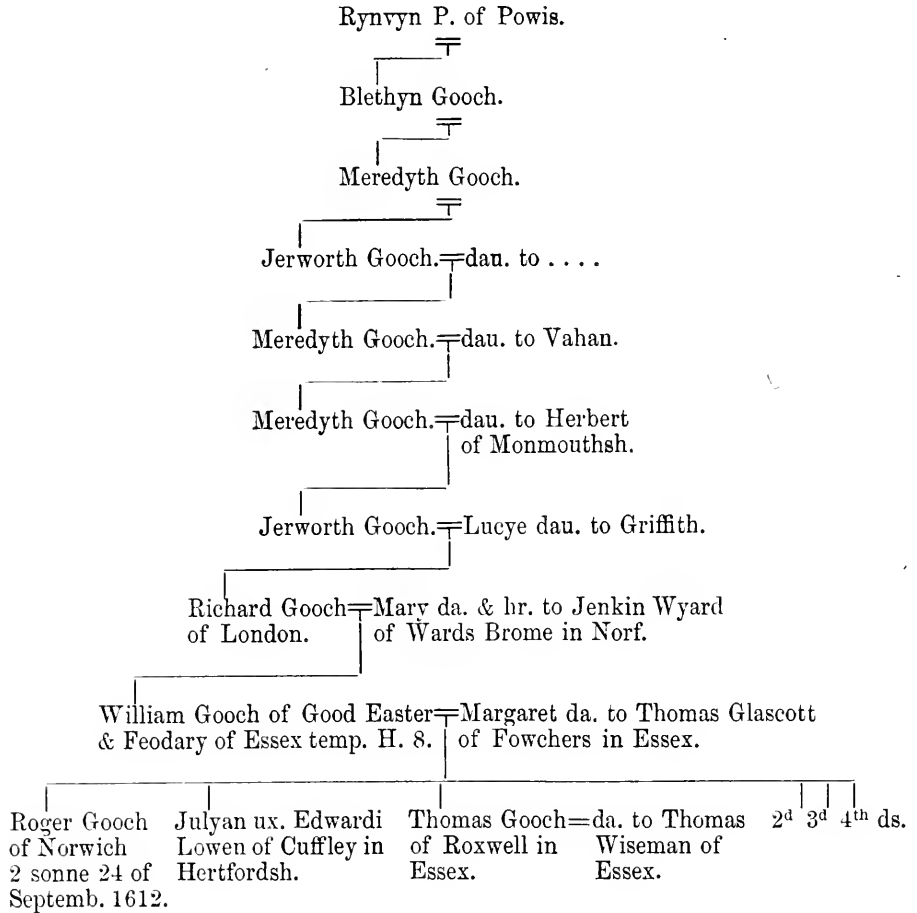 Rynvyn P. of Powis.
Blethyn Gooch.
Meredyth Gooch.
Jerworth Gooch.=dau. to . . . .
Meredyth Gooch.=dau. to Vahan.
Meredyth Gooch.=dau. to Herbert
of Monmouthsh.
Jerworth Gooch.=Lucye dau. to Griffith.
Richard Gooch=Mary da. & hr. to Jenkin Wyard
of London. of Wards Brome in Norf.
William Gooch of Good Easter=Margaret da. to Thomas Glascott
& Feodary of Essex temp. H. 8. of Fowchers in Essex.
Roger Gooch Julyan ux. Edwardi Thomas Gooch=da. to Thomas 2d 3d 4th ds.
of Norwich Lowen of Cuffley in of Roxwell in Wiseman of
2 sonne 24 of Hertfordsh. Essex. Essex.
Septemb. 1612.